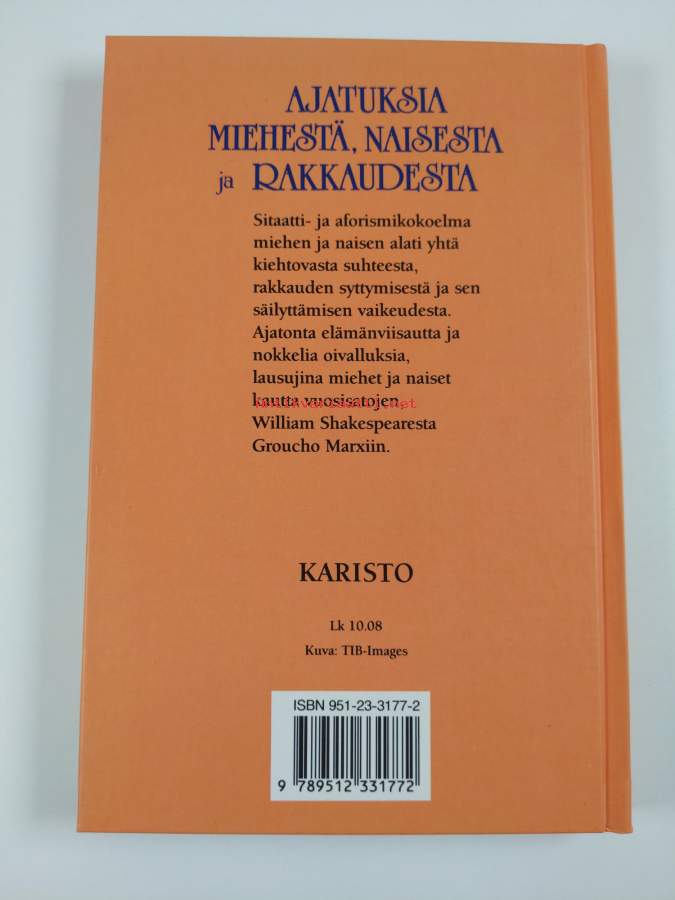 AJATUKSIA
MIEHESTÄ, NAISESTA
ja RAKKAUDESTA
Sitaatti- ja aforismikokoelma
miehen ja naisen alati yhtä
kiehtovasta suhteesta,
rakkauden syttymisestä ja sen
säilyttämisen vaikeudesta.
Ajatonta elämänviisautta ja
nokkelia oivalluksia,
lausujina miehet ja naiset
kautta vuosisatojen
William Shakespearesta
Groucho Marxiin.
KARISTO
Lk 10.08
Kuva: TIB-Images
ISBN 951-23-3177-2
9 789512 331772